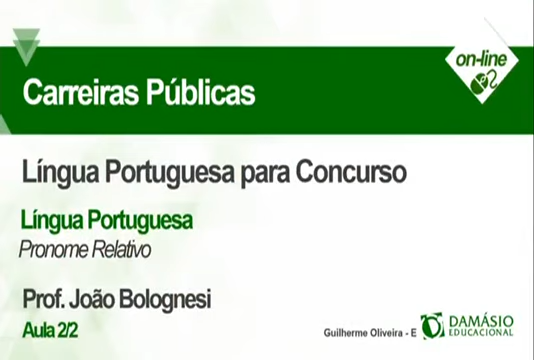 on-line
Carreiras Públicas
Língua Portuguesa para Concurso
Língua Portuguesa
Pronome Relativo
Prof. João Bolognesi
Aula 2/2
Guilherme Oliveira - E
DAMÁSIO
EDUCACIONAL